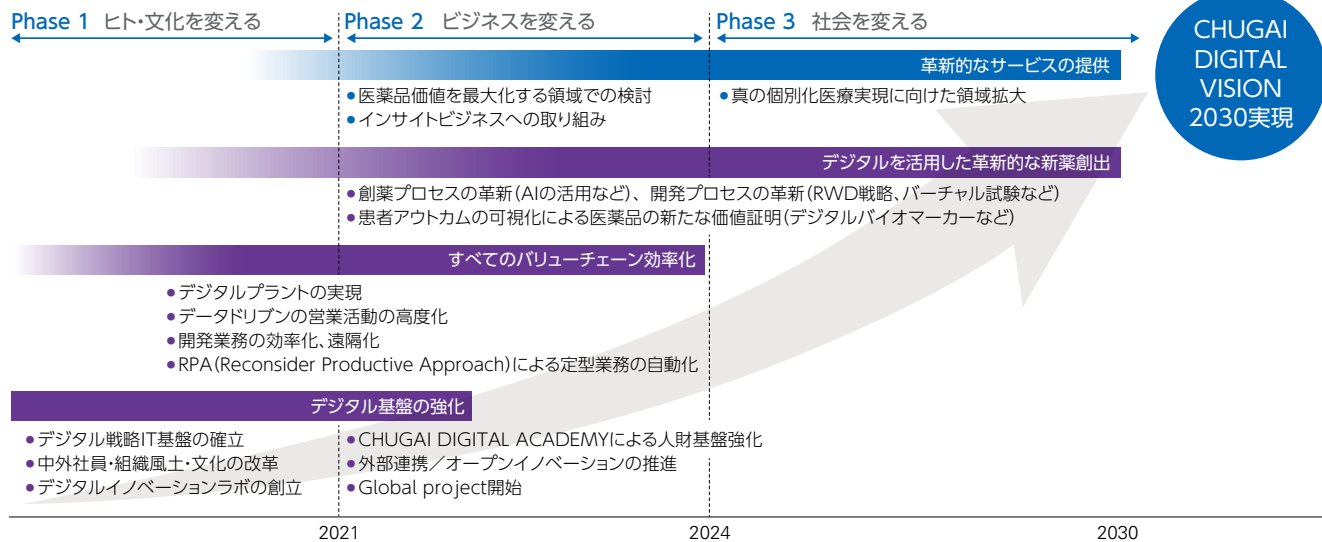 Phase 1 ヒト・文化を変える
Phase 2 ビジネスを変える
Phase 3 社会を変える
CHUGAI
DIGITAL
VISION
2030実現
革新的なサービスの提供
●医薬品価値を最大化する領域での検討
●インサイトビジネスへの取り組み
●真の個別化医療実現に向けた領域拡大
デジタルを活用した革新的な新薬創出
●創薬プロセスの革新(AIの活用など)、開発プロセスの革新(RWD戦略、バーチャル試験など)
●患者アウトカムの可視化による医薬品の新たな価値証明(デジタルバイオマーカーなど)
すべてのバリューチェーン効率化
●デジタルプラントの実現
●データドリブンの営業活動の高度化
●開発業務の効率化、遠隔化
●RPA(Reconsider Productive Approach)による定型業務の自動化
デジタル基盤の強化
●デジタル戦略IT基盤の確立
●中外社員・組織風土・文化の改革
●デジタルイノベーションラボの創立
●CHUGAI DIGITAL ACADEMYによる人財基盤強化
●外部連携/オープンイノベーションの推進
●Global project開始
2021
2024
2030